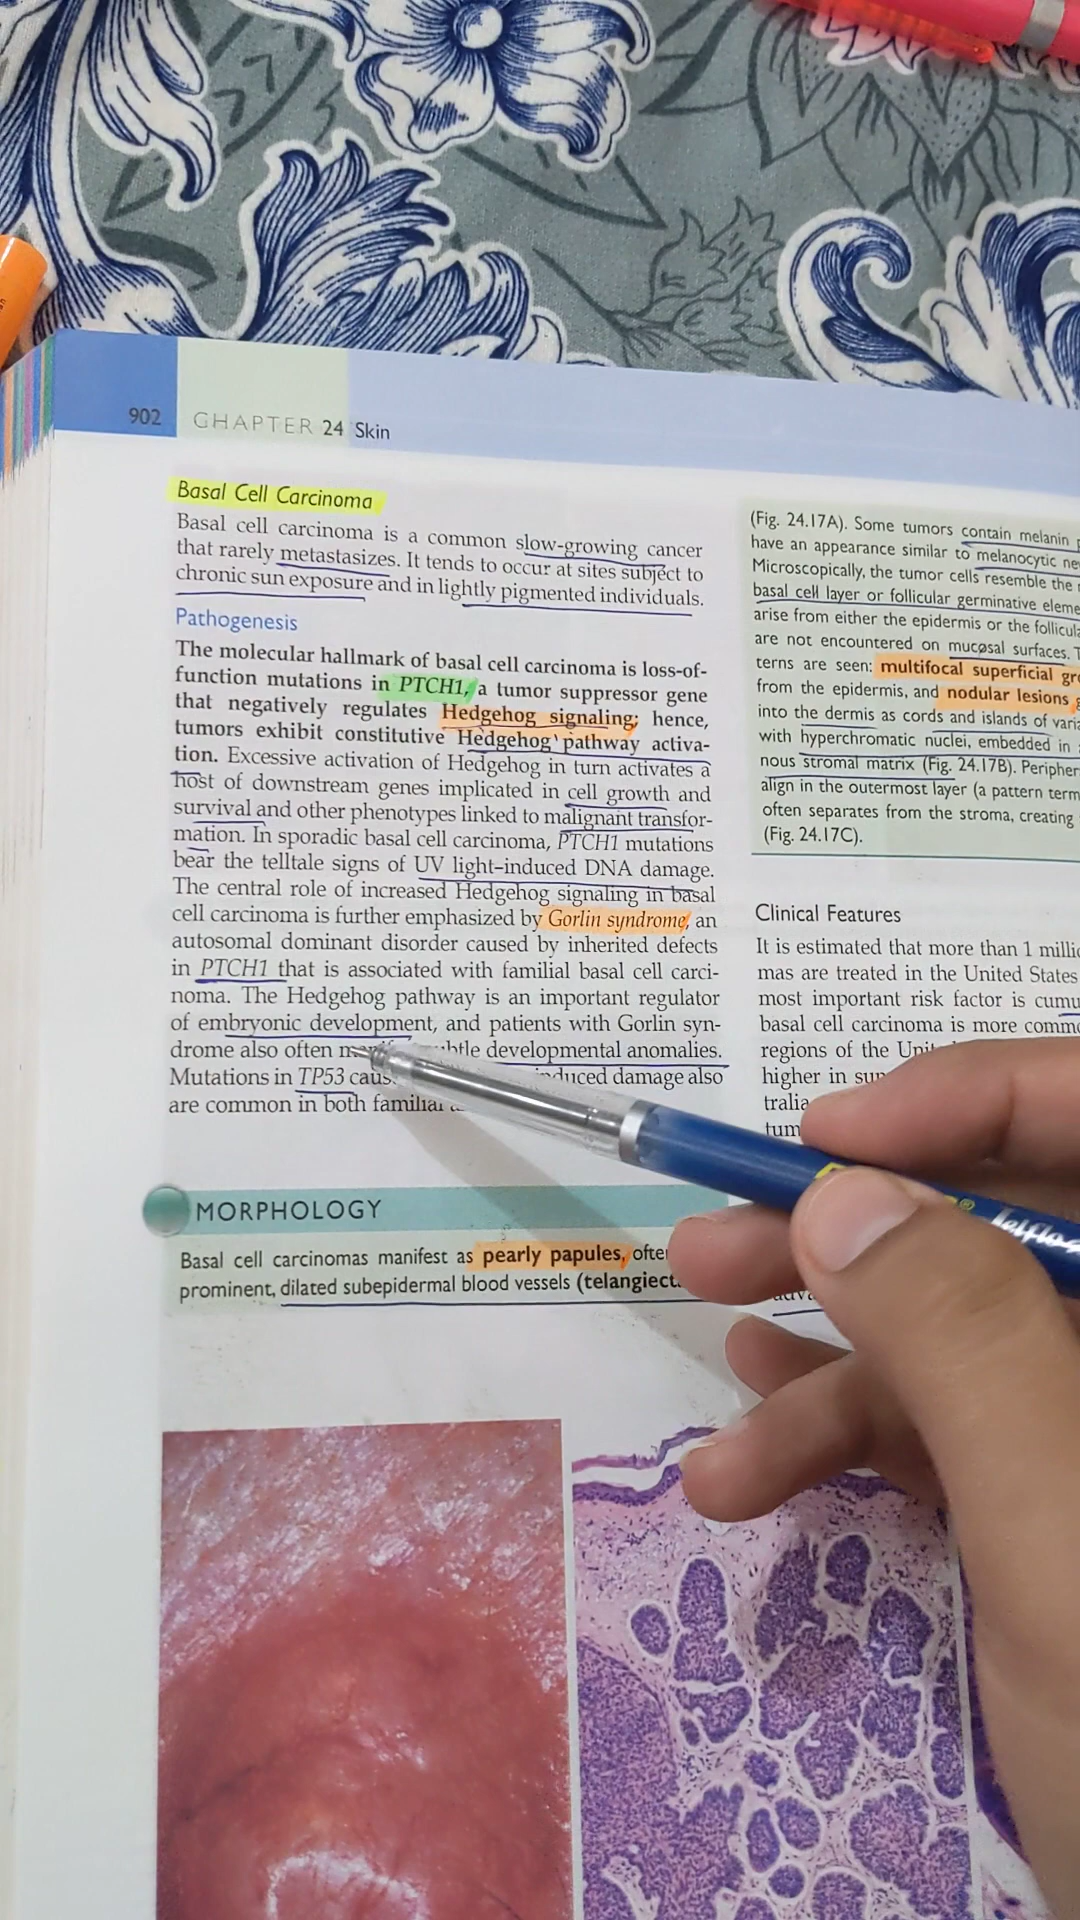 902
CHAPTER 24 Skin
Basal Cell Carcinoma
Basal cell carcinoma is a common slow-growing cancer
that rarely metastasizes. It tends to occur at sites subject to
chronic sun exposure and in lightly pigmented individuals.
Pathogenesis
The molecular hallmark of basal cell carcinoma is loss-of-
function mutations in PTCH1, a tumor suppressor gene
that negatively regulates Hedgehog signaling; hence,
tumors exhibit constitutive Hedgehog pathway activa-
tion. Excessive activation of Hedgehog in turn activates a
host of downstream genes implicated in cell growth and
survival and other phenotypes linked to malignant transfor-
mation. In sporadic basal cell carcinoma, PTCH1 mutations
bear the telltale signs of UV light–induced DNA damage.
The central role of increased Hedgehog signaling in basal
cell carcinoma is further emphasized by Gorlin syndrome, an
autosomal dominant disorder caused by inherited defects
in PTCH1 that is associated with familial basal cell carci-
noma. The Hedgehog pathway is an important regulator
of embryonic development, and patients with Gorlin syn-
drome also often developmental anomalies.
Mutations in TP53 damage also
are common in both familial
MORPHOLOGY
Basal cell carcinomas manifest as pearly papules,
prominent, dilated subepidermal blood vessels
(Fig. 24.17A). Some tumors contain melanin
have an appearance similar to melanocytic
Microscopically, the tumor cells resemble the
basal cell layer or follicular germinative
arise from either the epidermis or the
are not encountered on mucosal surfaces.
terns are seen: multifocal superficial
from the epidermis, and nodular lesions
into the dermis as cords and islands of
with hyperchromatic nuclei, embedded in
nous stromal matrix (Fig. 24.17B).
align in the outermost layer (a pattern
often separates from the stroma, creating
(Fig. 24.17C).
Clinical Features
It is estimated that more than 1
mas are treated in the United States
most important risk factor is
basal cell carcinoma is more
regions of the
higher in